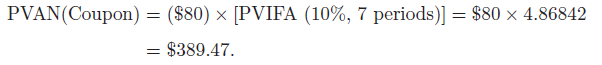 PVAN(Coupon) = ($80) × [PVIFA (10%, 7 periods)] = $80 × 4.86842
= $389.47.